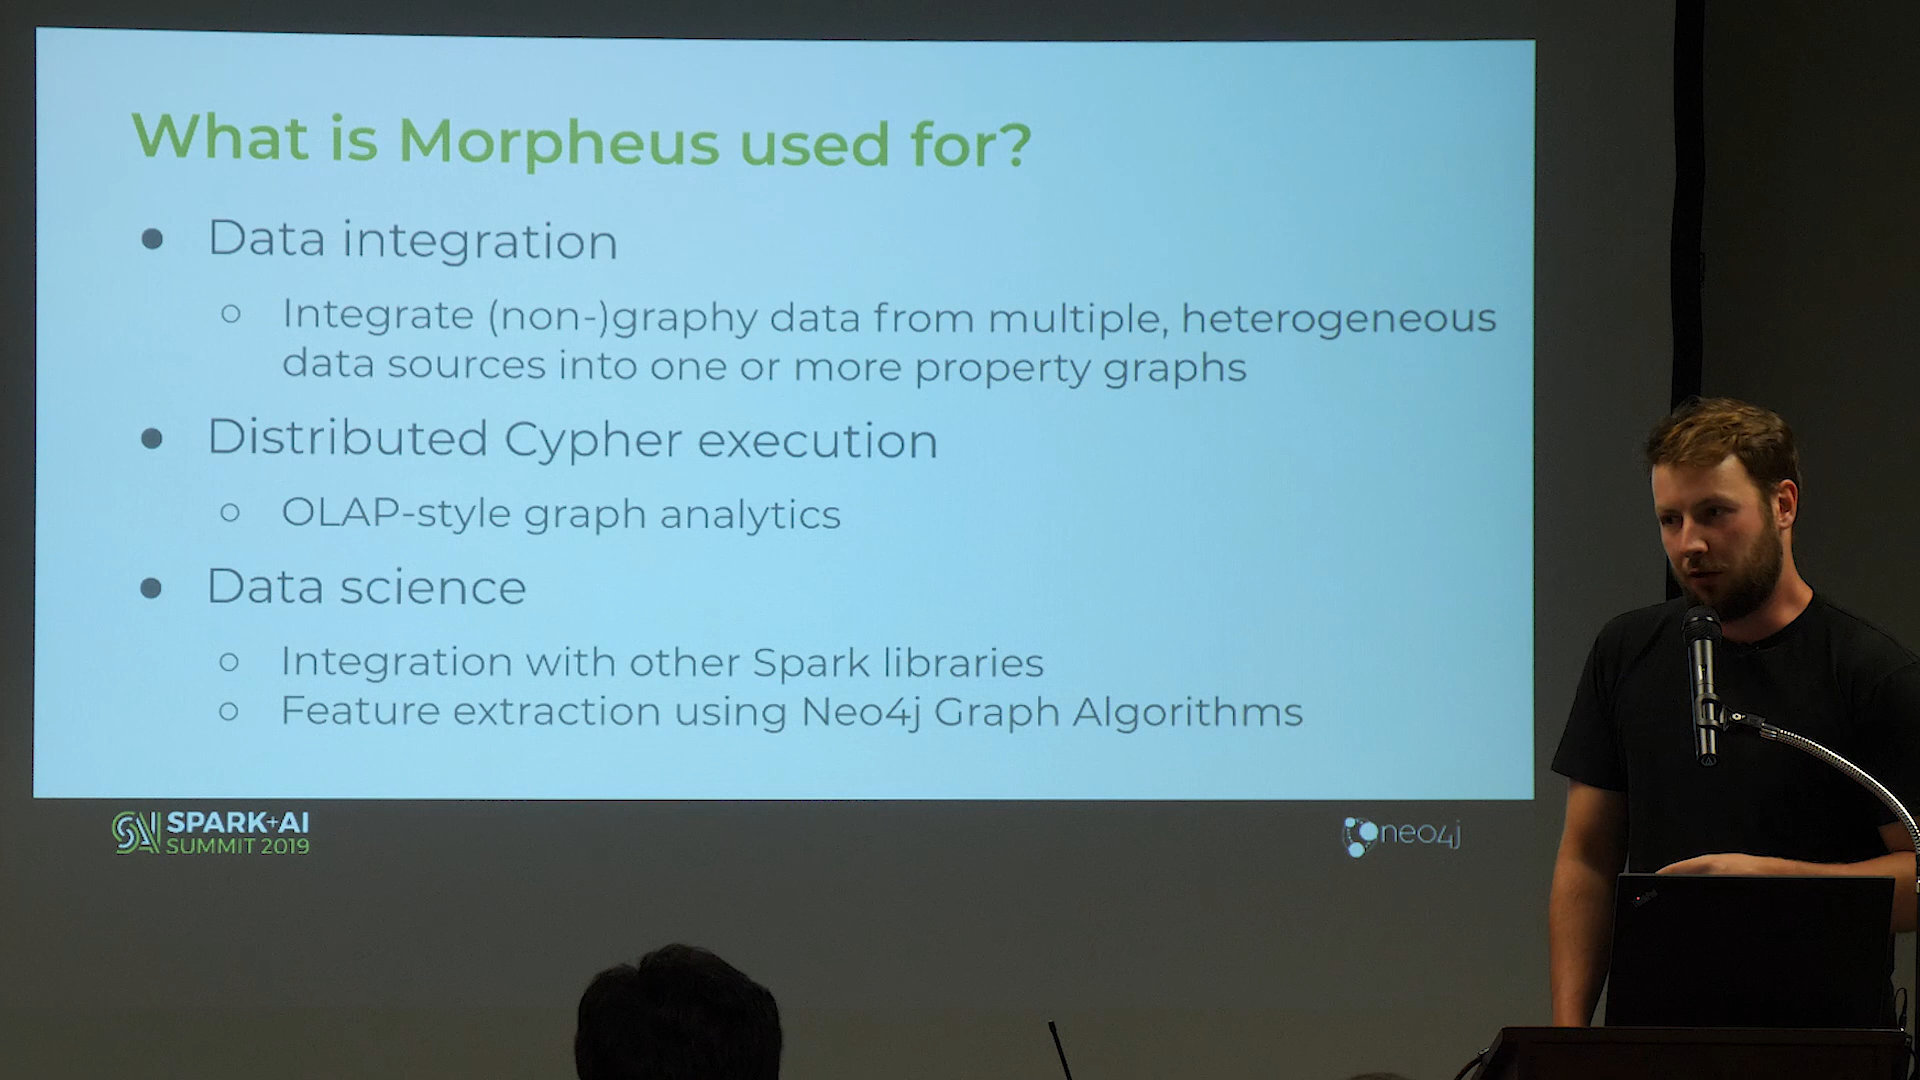 What is Morpheus used for?
● Data integration
○ Integrate (non-)graphy data from multiple, heterogeneous
data sources into one or more property graphs
● Distributed Cypher execution
○ OLAP-style graph analytics
● Data science
○ Integration with other Spark libraries
○ Feature extraction using Neo4j Graph Algorithms
SPARK+AI
SUMMIT 2019
neo4j
ThinkPad